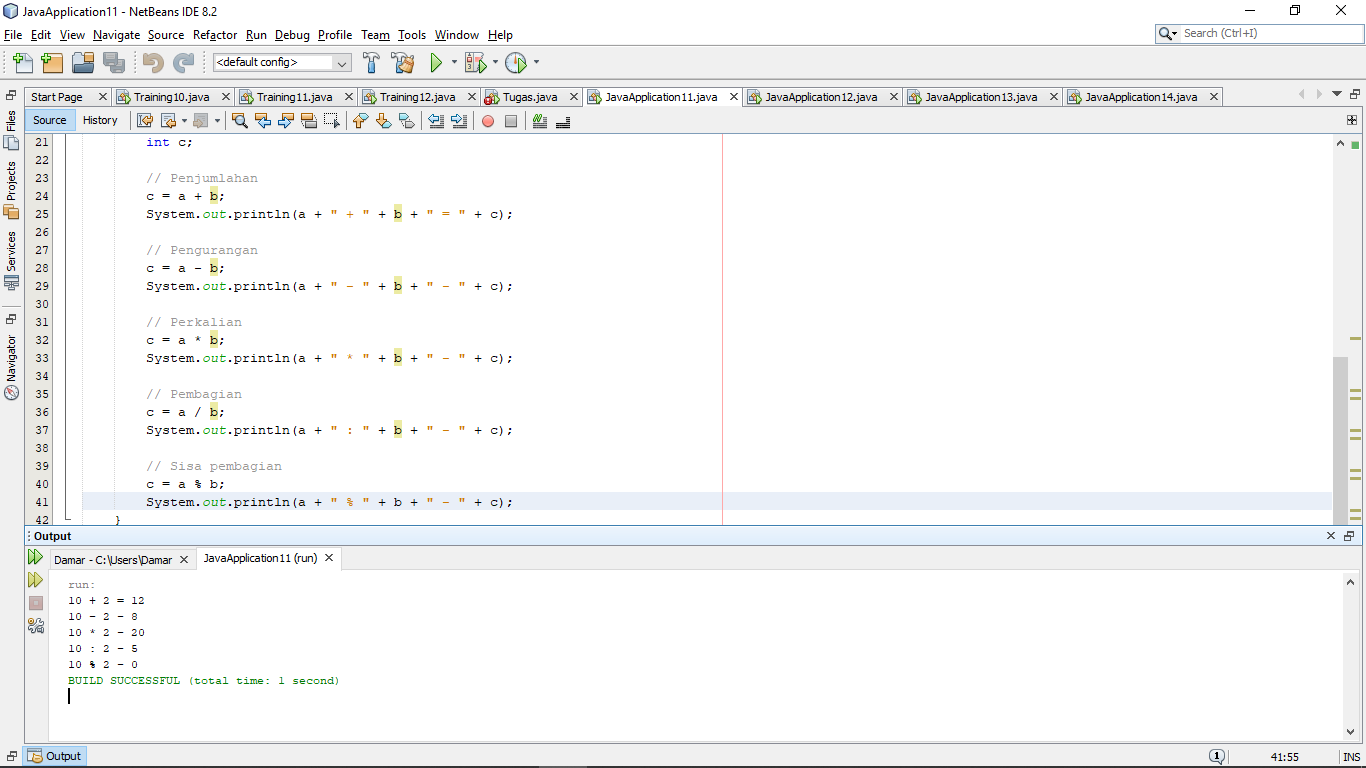 JavaApplication11 - NetBeans IDE 8.2
File Edit View Navigate Source Refactor Run Debug Profile Team Tools Window Help
Search (Ctrl+I)
<default config>
Start Page Training10.java Training11.java Training12.java Tugas.java JavaApplication11.java JavaApplication12.java JavaApplication13.java JavaApplication14.java
Source History
Files
Projects
Services
Navigator
21 int c;
22
23 // Penjumlahan
24 c = a + b;
25 System.out.println(a + " + " + b + " = " + c);
26
27 // Pengurangan
28 c = a - b;
29 System.out.println(a + " - " + b + " - " + c);
30
31 // Perkalian
32 c = a * b;
33 System.out.println(a + " * " + b + " - " + c);
34
35 // Pembagian
36 c = a / b;
37 System.out.println(a + " : " + b + " - " + c);
38
39 // Sisa pembagian
40 c = a % b;
41 System.out.println(a + " % " + b + " - " + c);
42 }
Output
Damar - C:\Users\Damar JavaApplication11 (run)
run:
10 + 2 = 12
10 - 2 - 8
10 * 2 - 20
10 : 2 - 5
10 % 2 - 0
BUILD SUCCESSFUL (total time: 1 second)
Output 1 41:55 INS